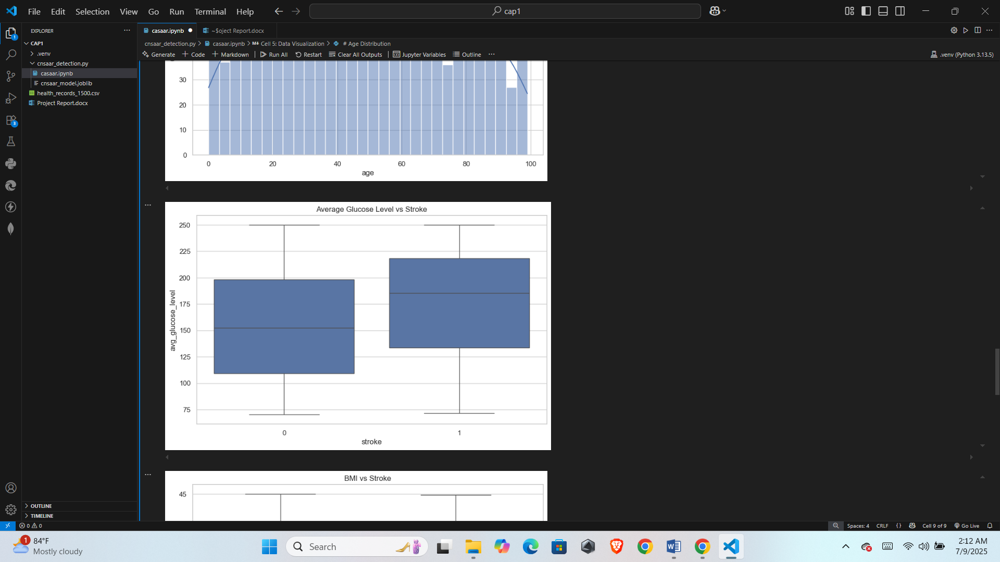 File Edit Selection View Go Run Terminal Help
cap1
EXPLORER
CAP1
.venv
cnsaar_detection.py
casaar.ipynb
cnsaar_model.joblib
health_records_1500.csv
Project Report.docx
OUTLINE
TIMELINE
casaar.ipynb
~$oject Report.docx
cnsaar_detection.py > casaar.ipynb > M↓ Cell 5: Data Visualization > # Age Distribution
Generate + Code + Markdown | Run All Restart Clear All Outputs | Jupyter Variables Outline ...
.venv (Python 3.13.5)
30
20
10
0
0 20 40 60 80 100
age
Average Glucose Level vs Stroke
250
225
200
175
150
125
100
75
avg_glucose_level
0 1
stroke
BMI vs Stroke
45
1
3
0 0
Spaces: 4 CRLF {} Cell 9 of 9 Go Live
1
84°F
Mostly cloudy
Search
2:12 AM
7/9/2025